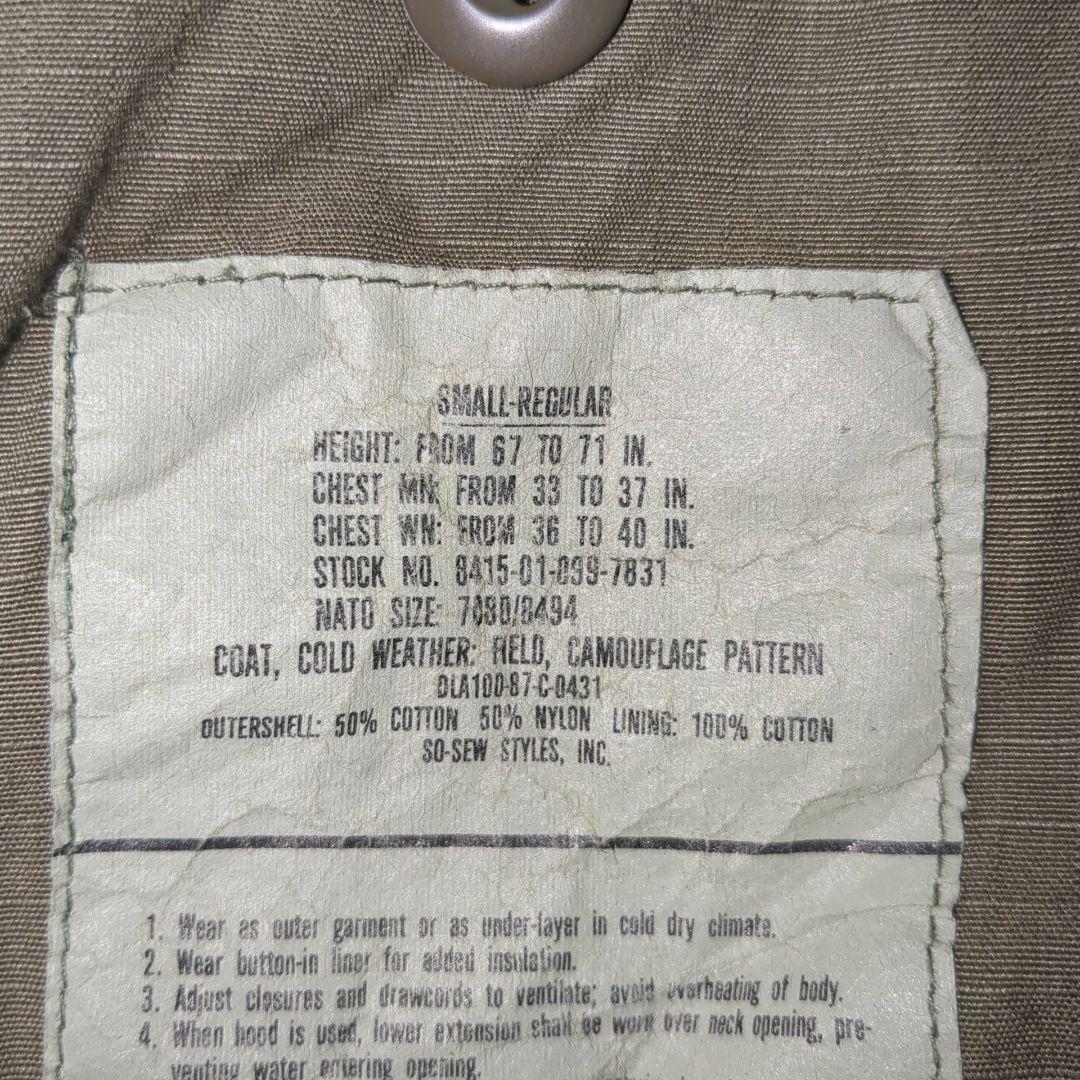 SMALL-REGULAR
HEIGHT: FROM 67 TO 71 IN.
CHEST MN: FROM 33 TO 37 IN.
CHEST WN: FROM 36 TO 40 IN.
STOCK NO. 8415-01-099-7831
NATO SIZE: 7080/8494
COAT, COLD WEATHER: FIELD, CAMOUFLAGE PATTERN
DLA100-87-C-0431
OUTERSHELL: 50% COTTON 50% NYLON LINING: 100% COTTON
SO-SEW STYLES, INC.
1. Wear as outer garment or as under-layer in cold dry climate.
2. Wear button-in liner for added insulation.
3. Adjust closures and drawcords to ventilate; avoid overheating of body.
4. When hood is used, lower extension shall be worn over neck opening, pre-
venting water entering opening.